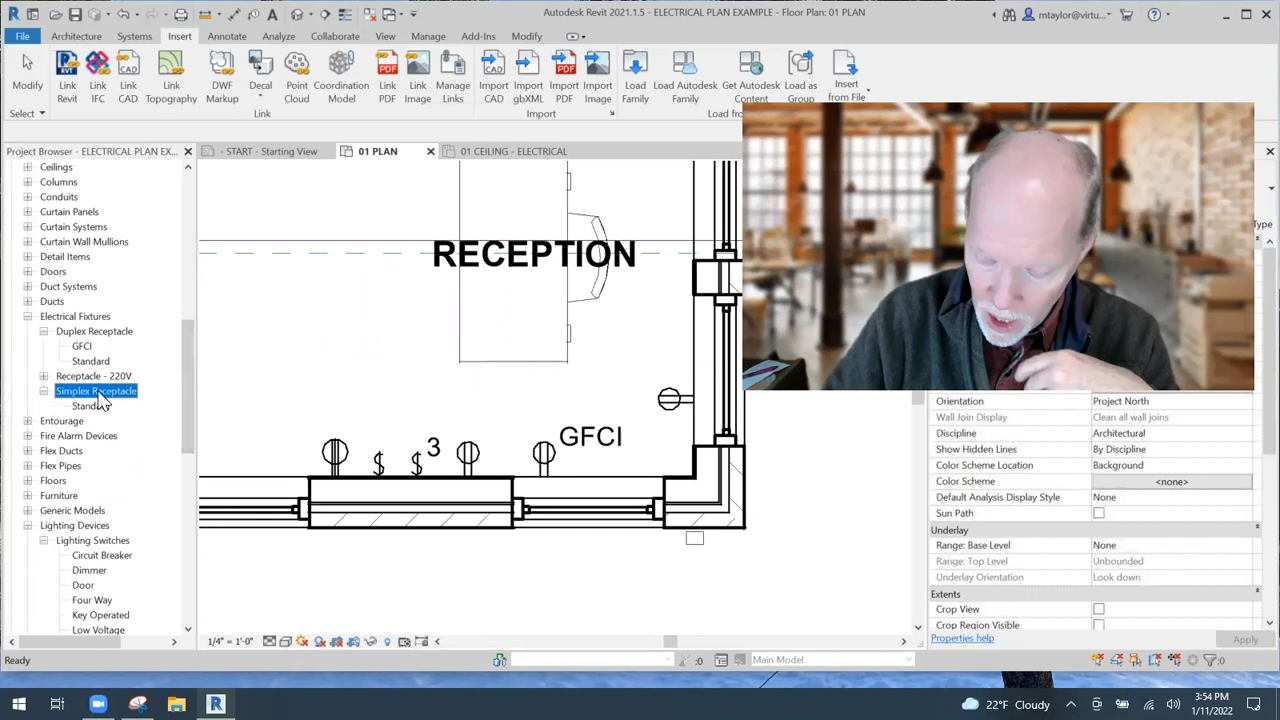 Autodesk Revit 2021.1.5 - ELECTRICAL PLAN EXAMPLE - Floor Plan: 01 PLAN
mtaylor@virtu...
File Architecture Systems Insert Annotate Analyze Collaborate View Manage Add-Ins Modify
Modify
Link Revit
Link IFC
Link CAD
Link Topography
DWF Markup
Decal
Point Cloud
Coordination Model
Link PDF
Link Image
Manage Links
Import CAD
Import gbXML
Import PDF
Import Image
Load Family
Load Autodesk Family
Get Autodesk Content
Load as Group
Insert from File
Select Link Import
Project Browser - ELECTRICAL PLAN EX...
- START - Starting View
01 PLAN
01 CEILING - ELECTRICAL
Ceilings
Columns
Conduits
Curtain Panels
Curtain Systems
Curtain Wall Mullions
Detail Items
Doors
Duct Systems
Ducts
Electrical Fixtures
Duplex Receptacle
GFCI
Standard
Receptacle - 220V
Simplex Receptacle
Entourage
Fire Alarm Devices
Flex Ducts
Flex Pipes
Floors
Furniture
Generic Models
Lighting Devices
Lighting Switches
Circuit Breaker
Dimmer
Door
Four Way
Key Operated
Low Voltage
RECEPTION
GFCI
3
$ $
Orientation Project North
Wall Join Display Clean all wall joins
Discipline Architectural
Show Hidden Lines By Discipline
Color Scheme Location Background
Color Scheme <none>
Default Analysis Display Style None
Sun Path
Underlay
Range: Base Level None
Range: Top Level Unbounded
Underlay Orientation Look down
Extents
Crop View
Crop Region Visible
Properties help Apply
1/4" = 1'-0"
Ready
:0
Main Model
:0
22°F Cloudy
3:54 PM
1/11/2022